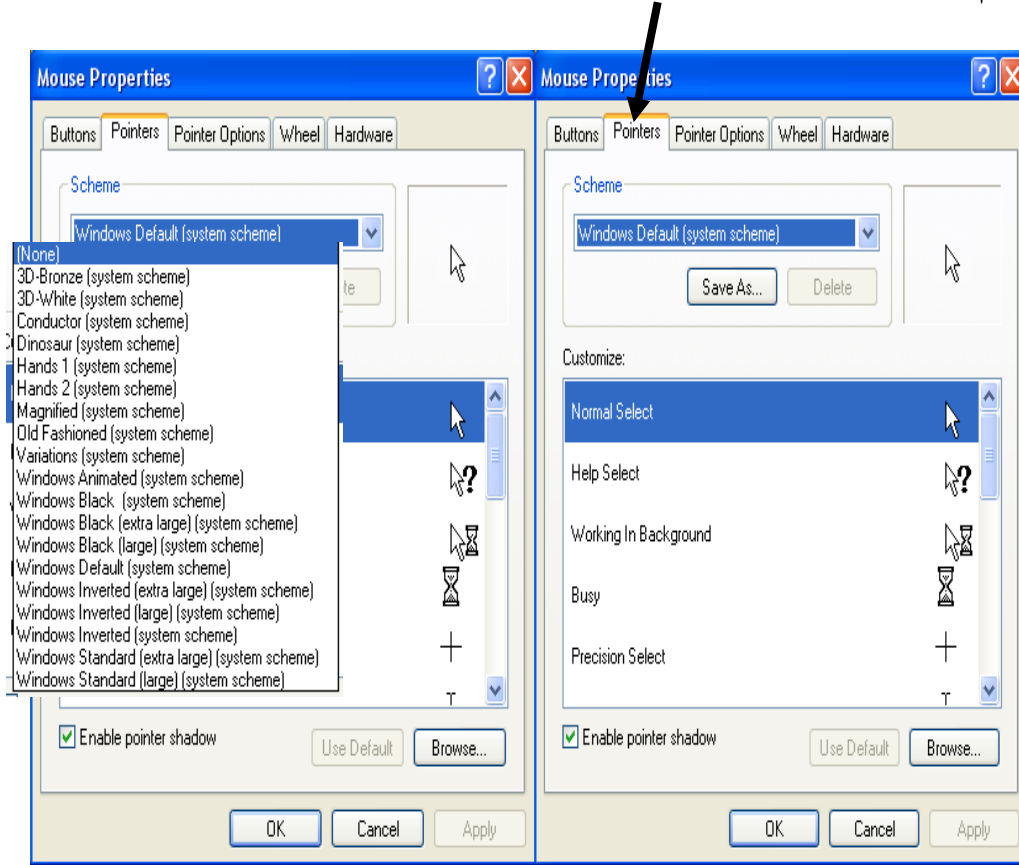 Mouse Properties
Buttons Pointers Pointer Options Wheel Hardware
Scheme
Windows Default (system scheme)
(None)
3D-Bronze (system scheme)
3D-White (system scheme)
Conductor (system scheme)
Dinosaur (system scheme)
Hands 1 (system scheme)
Hands 2 (system scheme)
Magnified (system scheme)
Old Fashioned (system scheme)
Variations (system scheme)
Windows Animated (system scheme)
Windows Black (system scheme)
Windows Black (extra large) (system scheme)
Windows Black (large) (system scheme)
Windows Default (system scheme)
Windows Inverted (extra large) (system scheme)
Windows Inverted (large) (system scheme)
Windows Inverted (system scheme)
Windows Standard (extra large) (system scheme)
Windows Standard (large) (system scheme)
Enable pointer shadow
Use Default Browse...
OK Cancel Apply
Mouse Properties
Buttons Pointers Pointer Options Wheel Hardware
Scheme
Windows Default (system scheme)
Save As... Delete
Customize:
Normal Select
Help Select
Working In Background
Busy
Precision Select
Enable pointer shadow
Use Default Browse...
OK Cancel Apply